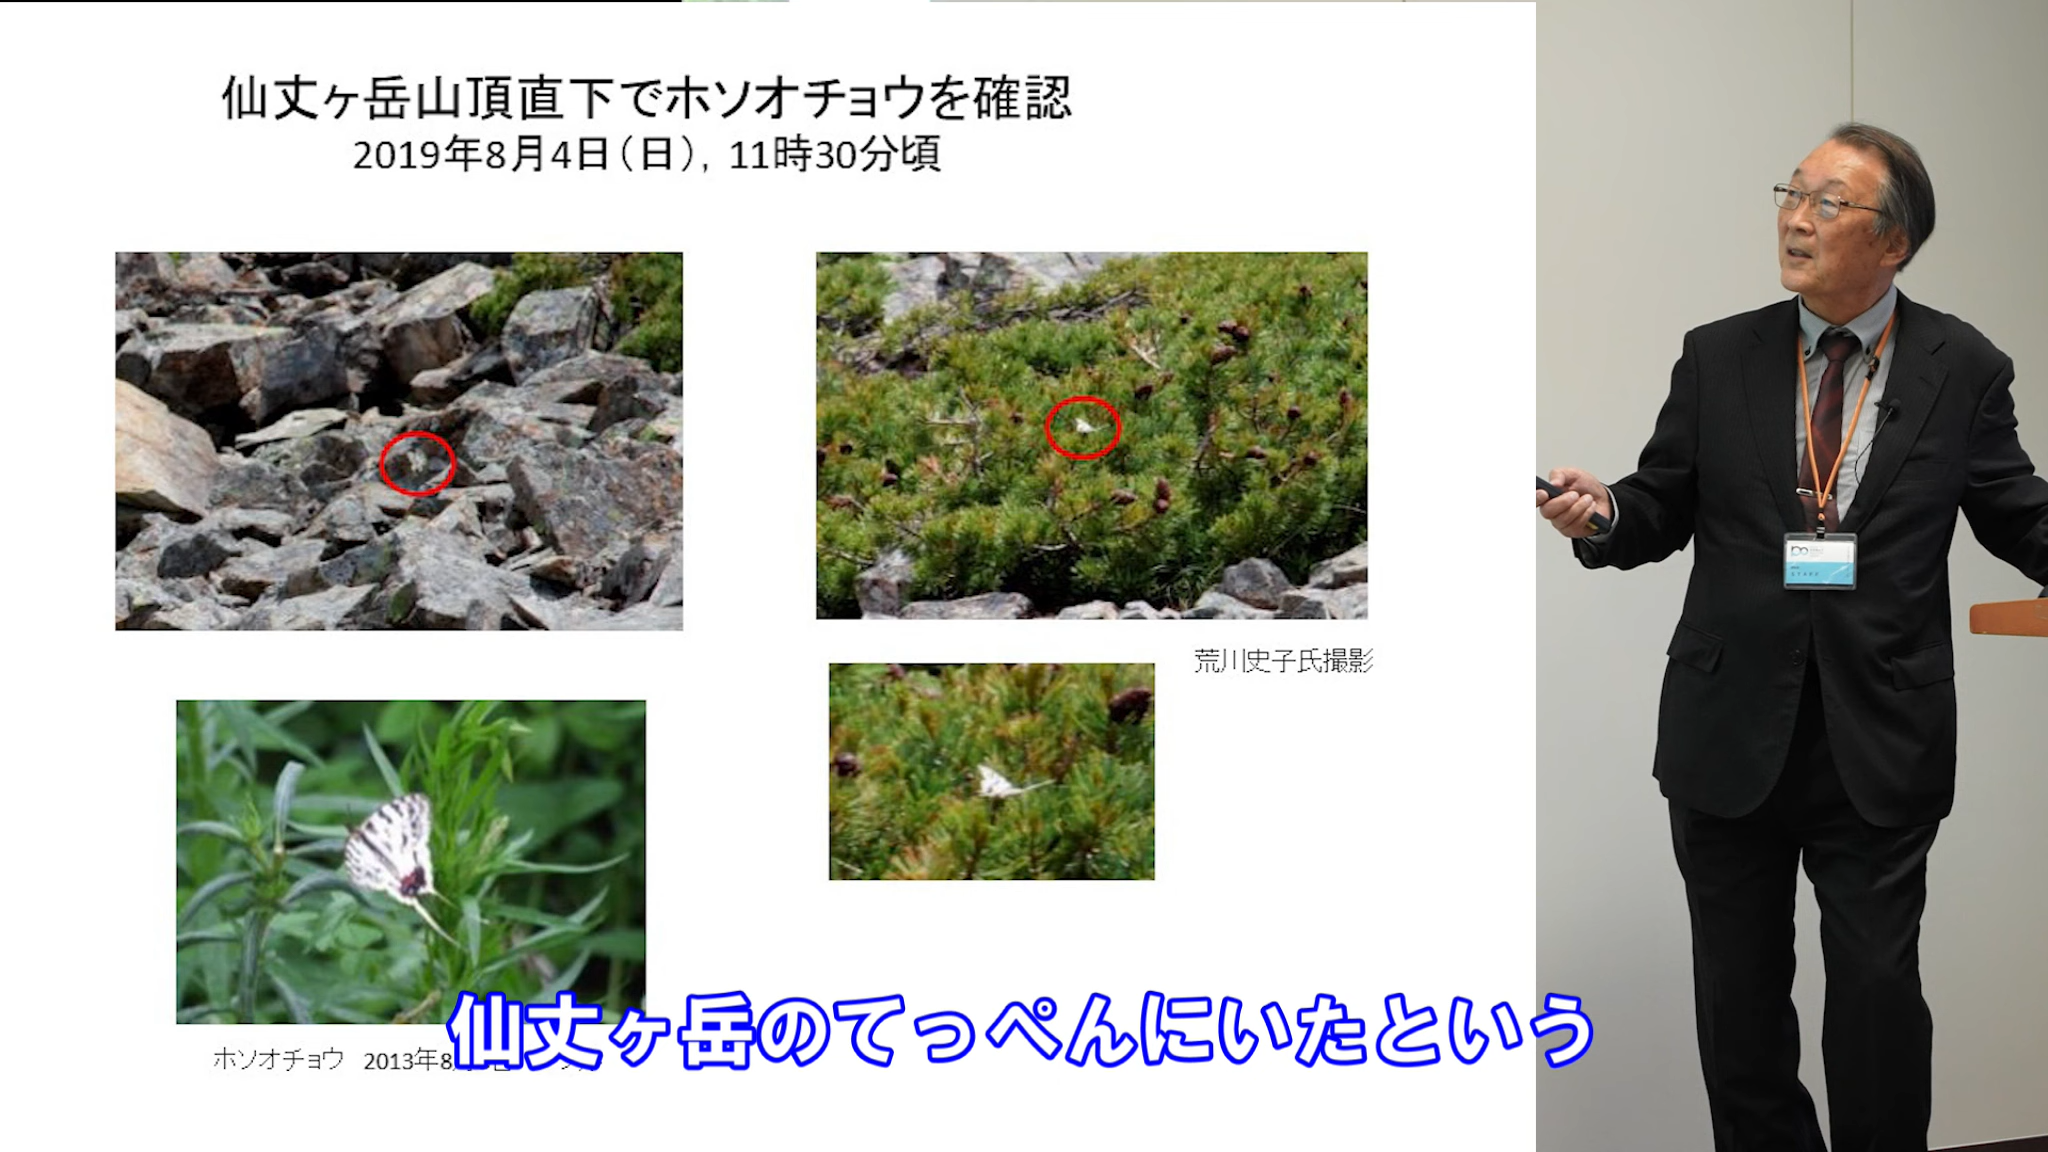 仙丈ヶ岳山頂直下でホソオチョウを確認
2019年8月4日(日), 11時30分頃
荒川史子氏撮影
ホソオチョウ 2013年8
仙丈ヶ岳のてっぺんにいたという